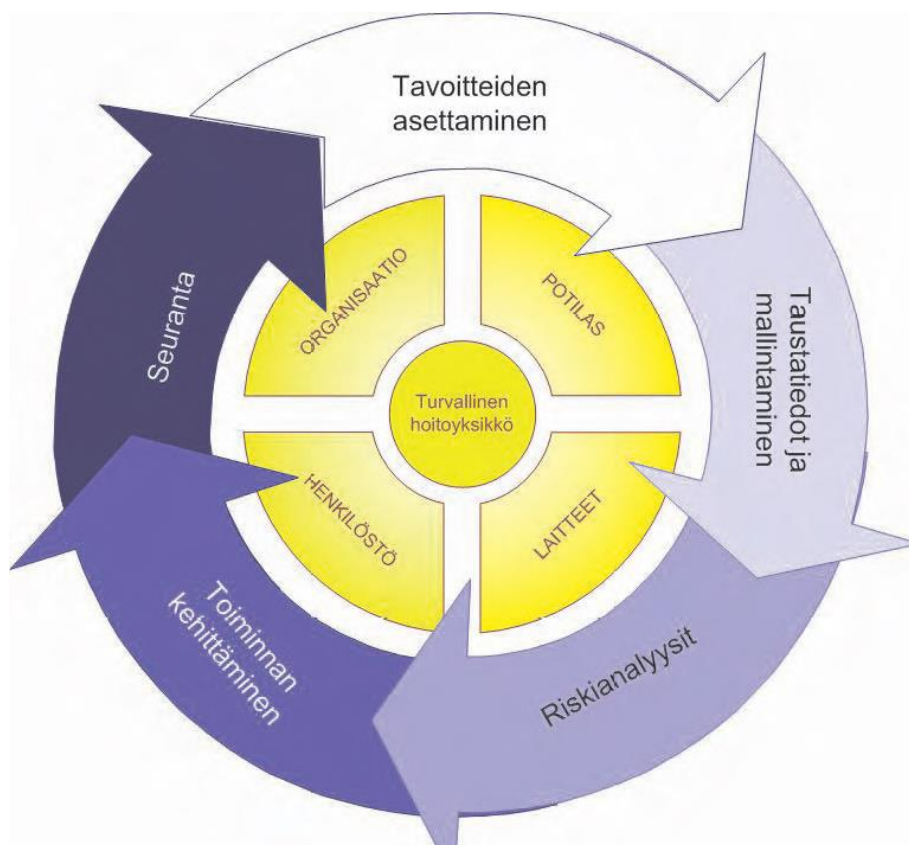 Tavoitteiden
asettaminen
Taustatiedot ja
mallintaminen
Riskianalyysit
Toiminnan
kehittäminen
Seuranta
ORGANISAATIO
POTILAS
LAITTEET
HENKILÖSTÖ
Turvallinen
hoitoyksikkö